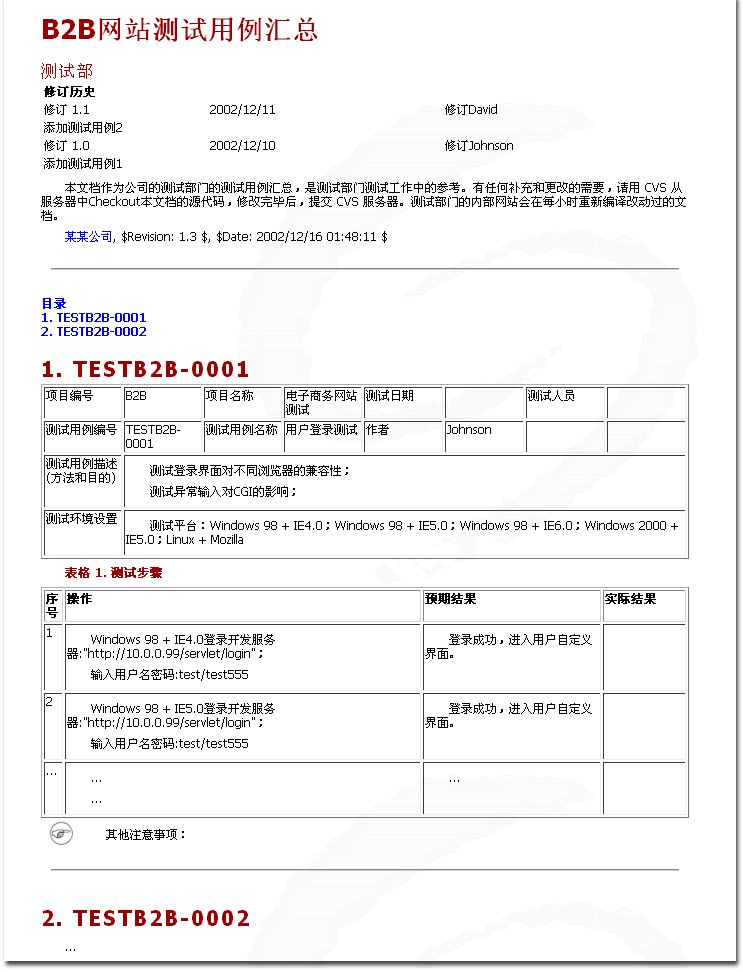 B2B网站测试用例汇总
测试部
修订历史
修订 1.1 2002/12/11 修订David
添加测试用例2
修订 1.0 2002/12/10 修订Johnson
添加测试用例1
本文档作为公司的测试部门的测试用例汇总，是测试部门测试工作中的参考。有任何补充和更改的需要，请用 CVS 从
服务器中Checkout本文档的源代码，修改完毕后，提交 CVS 服务器。测试部门的内部网站会在每小时重新编译改动过的文
档。
某某公司, $Revision: 1.3 $, $Date: 2002/12/16 01:48:11 $
目录
1. TESTB2B-0001
2. TESTB2B-0002
1. TESTB2B-0001
项目编号 B2B 项目名称 电子商务网站 测试日期 测试人员
测试
测试用例编号 TESTB2B- 测试用例名称 用户登录测试 作者 Johnson
0001
测试用例描述
(方法和目的)
测试登录界面对不同浏览器的兼容性；
测试异常输入对CGI的影响；
测试环境设置
测试平台：Windows 98 + IE4.0；Windows 98 + IE5.0；Windows 98 + IE6.0；Windows 2000 +
IE5.0；Linux + Mozilla
表格 1. 测试步骤
序 操作 预期结果 实际结果
号
1
Windows 98 + IE4.0登录开发服务 登录成功，进入用户自定义
器:"http://10.0.0.99/servlet/login"； 界面。
输入用户名密码:test/test555
2
Windows 98 + IE5.0登录开发服务 登录成功，进入用户自定义
器:"http://10.0.0.99/servlet/login"； 界面。
输入用户名密码:test/test555
...
... ...
...
其他注意事项：
2. TESTB2B-0002
...